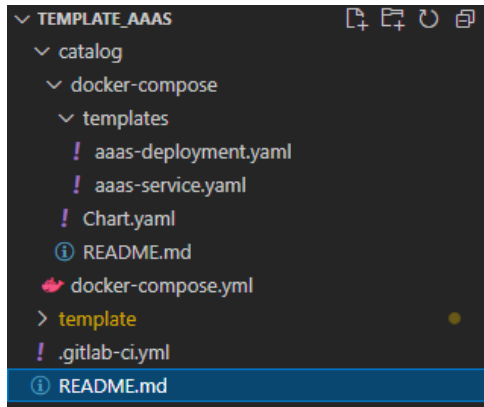 TEMPLATE_AAAS
catalog
docker-compose
templates
! aaas-deployment.yaml
! aaas-service.yaml
! Chart.yaml
README.md
docker-compose.yml
template
! .gitlab-ci.yml
README.md